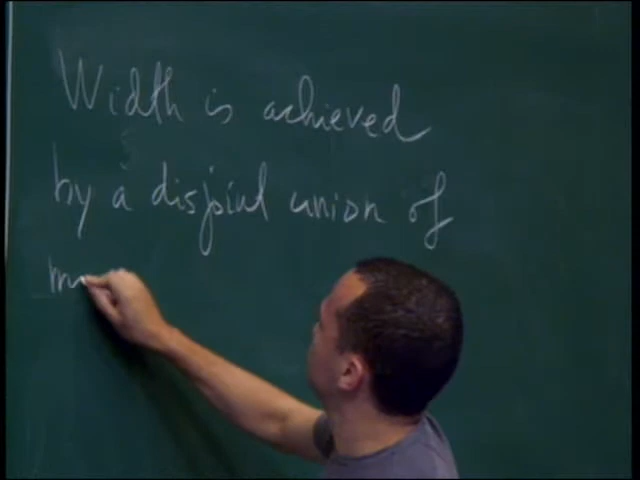 Width is achieved
by a disjoint union of
m